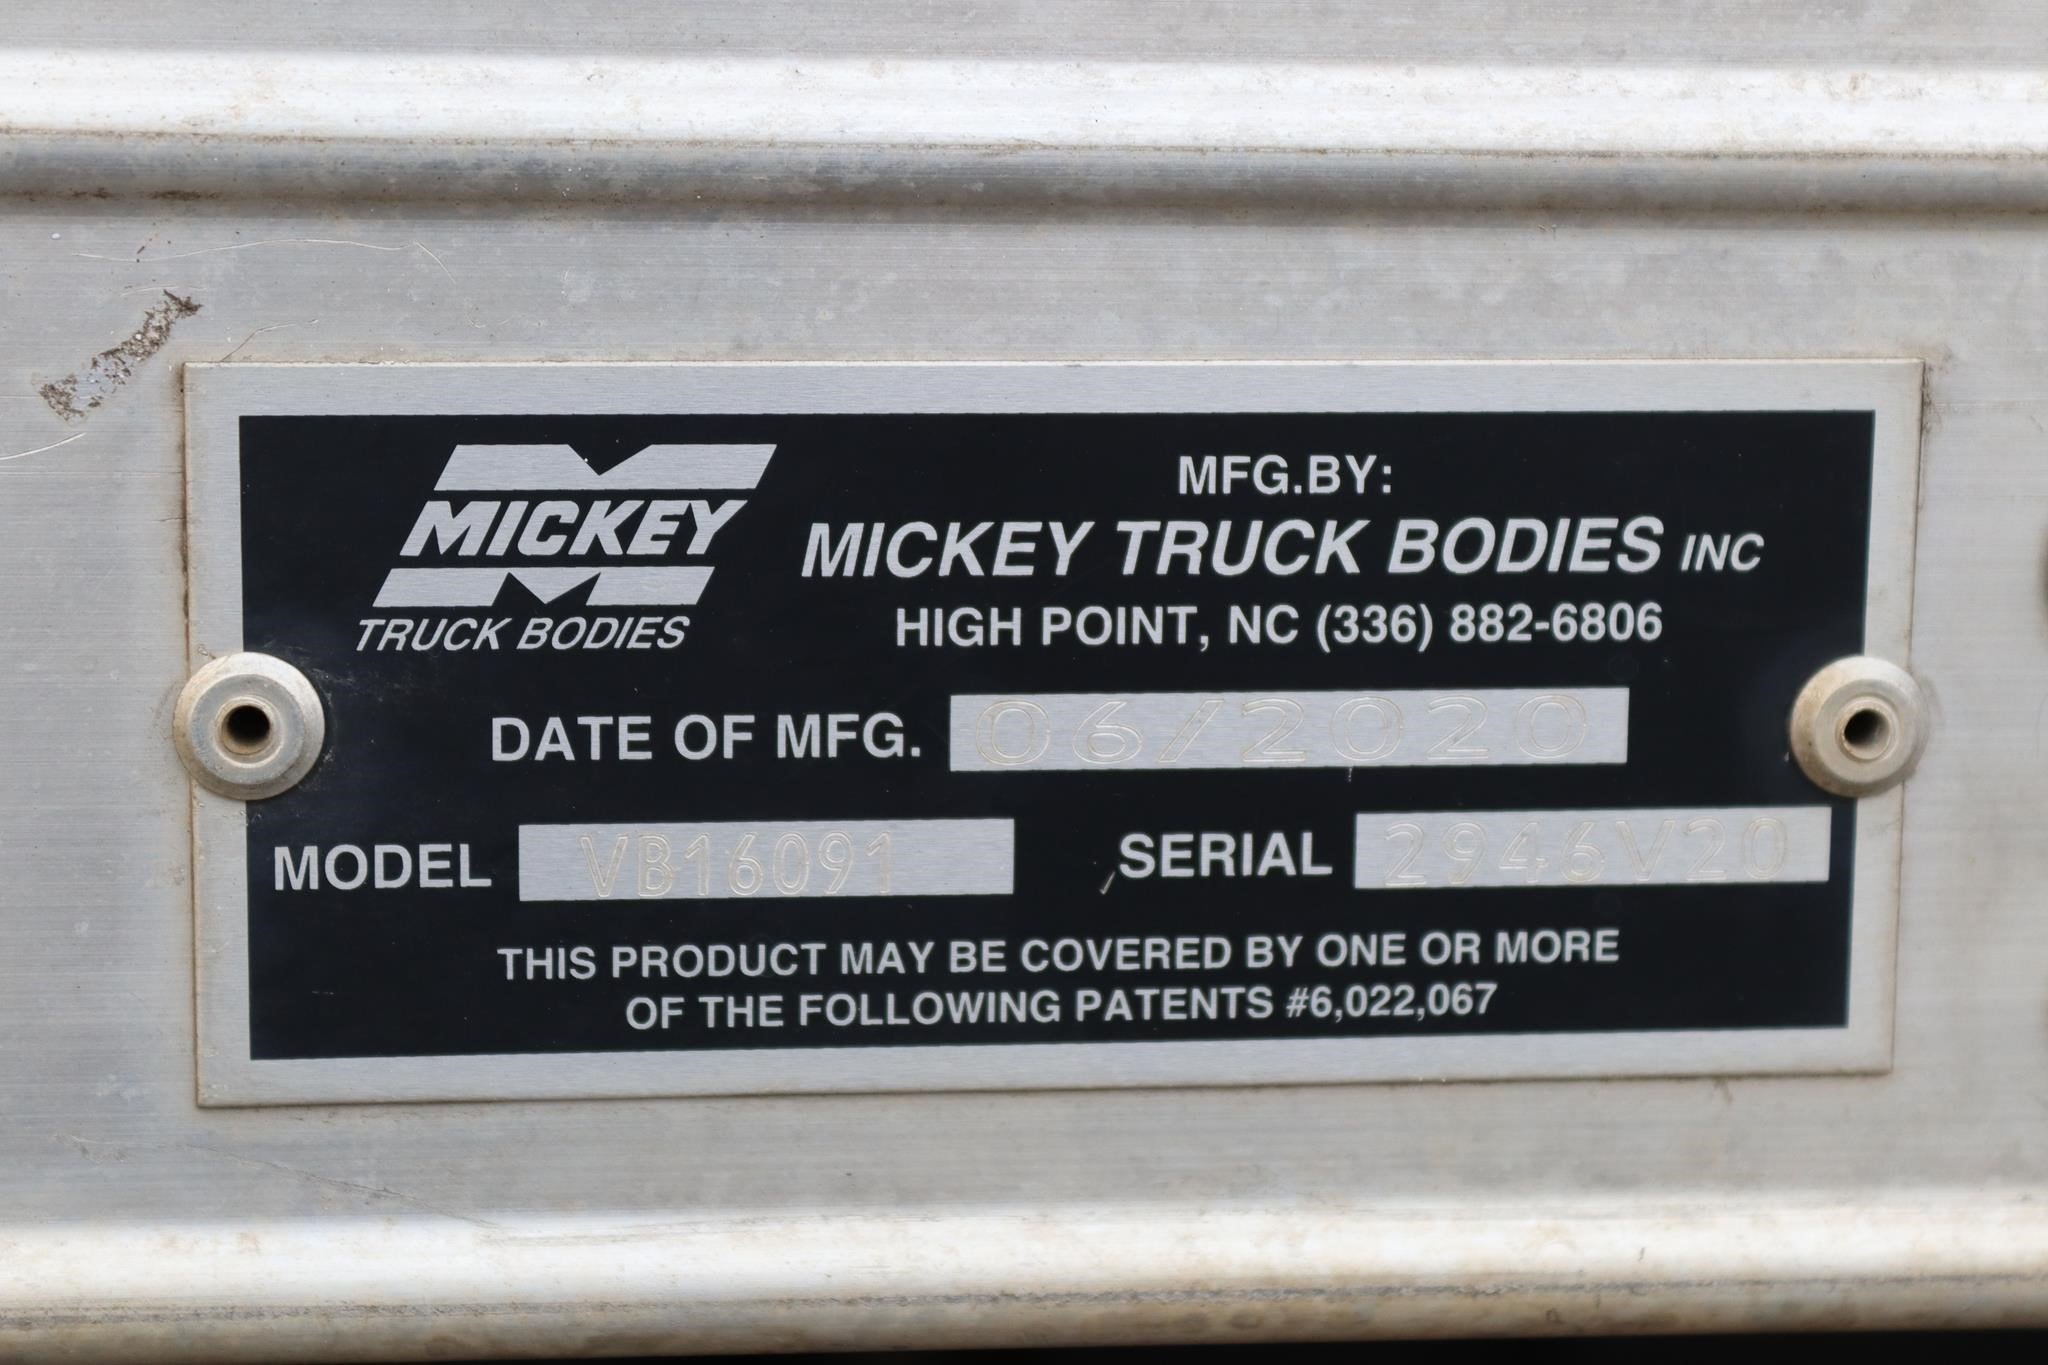 MICKEY
TRUCK BODIES
MFG.BY:
MICKEY TRUCK BODIES INC
HIGH POINT, NC (336) 882-6806
DATE OF MFG. 06/2020
MODEL VB16091 SERIAL 2946V20
THIS PRODUCT MAY BE COVERED BY ONE OR MORE
OF THE FOLLOWING PATENTS #6,022,067